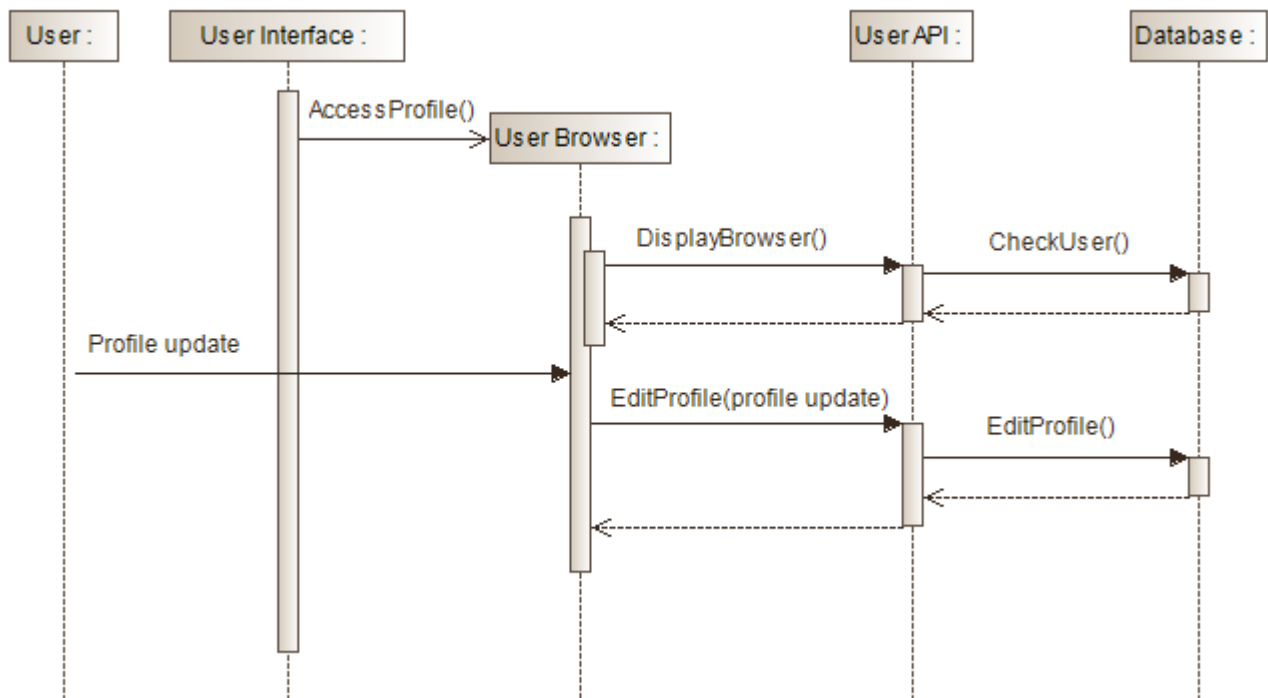 User :
User Interface :
User API :
Database :
AccessProfile()
User Browser :
DisplayBrowser()
CheckUser()
Profile update
EditProfile(profile update)
EditProfile()